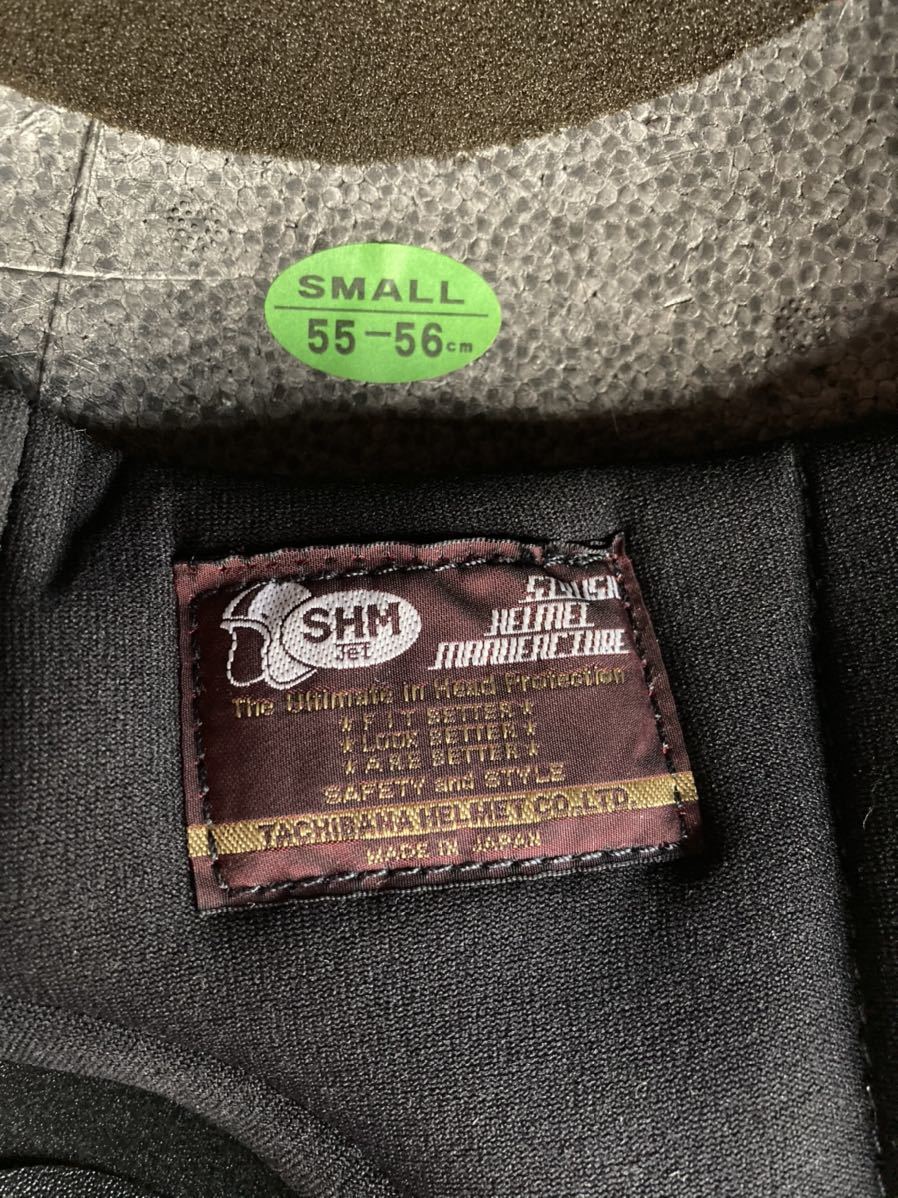 SMALL
55-56cm
SHM
Jet
STYLISH
HELMET
MANUFACTURE
The Ultimate in Head Protection
★FIT BETTER★
★LOOK BETTER★
★ARE BETTER★
SAFETY and STYLE
TACHIBANA HELMET CO.LTD.
MADE IN JAPAN